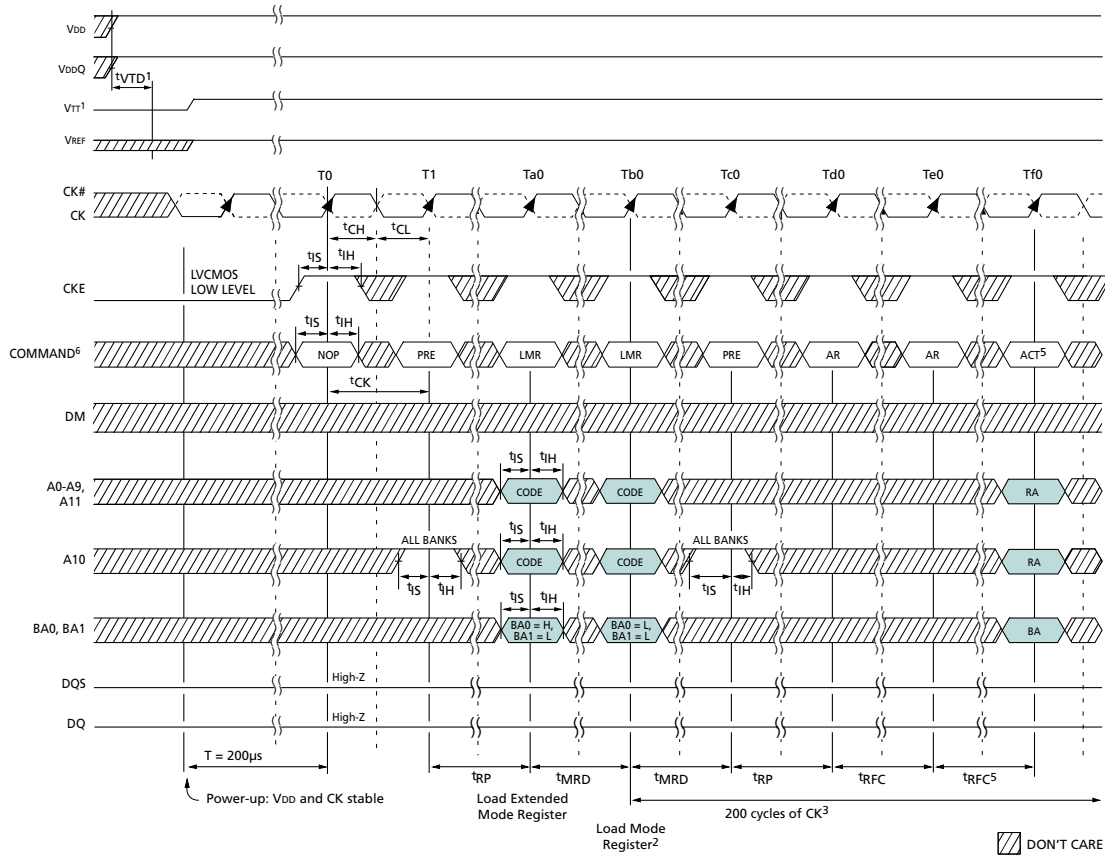 VDD
VDDQ
tVTD1
VTT1
VREF
T0 T1 Ta0 Tb0 Tc0 Td0 Te0 Tf0
CK#
CK
tCH tCL
tIS tIH
LVCMOS
LOW LEVEL
CKE
tIS tIH
COMMAND6 NOP PRE LMR LMR PRE AR AR ACT5
tCK
DM
tIS tIH
A0-A9,
A11
CODE CODE RA
ALL BANKS tIS tIH ALL BANKS
A10 CODE CODE RA
tIS tIH tIS tIH
tIS tIH
BA0, BA1
BA0 = H,
BA1 = L
BA0 = L,
BA1 = L
BA
DQS High-Z
DQ High-Z
T = 200µs
tRP tMRD tMRD tRP tRFC tRFC5
Power-up: VDD and CK stable
Load Extended
Mode Register
200 cycles of CK3
Load Mode
Register2
DON'T CARE